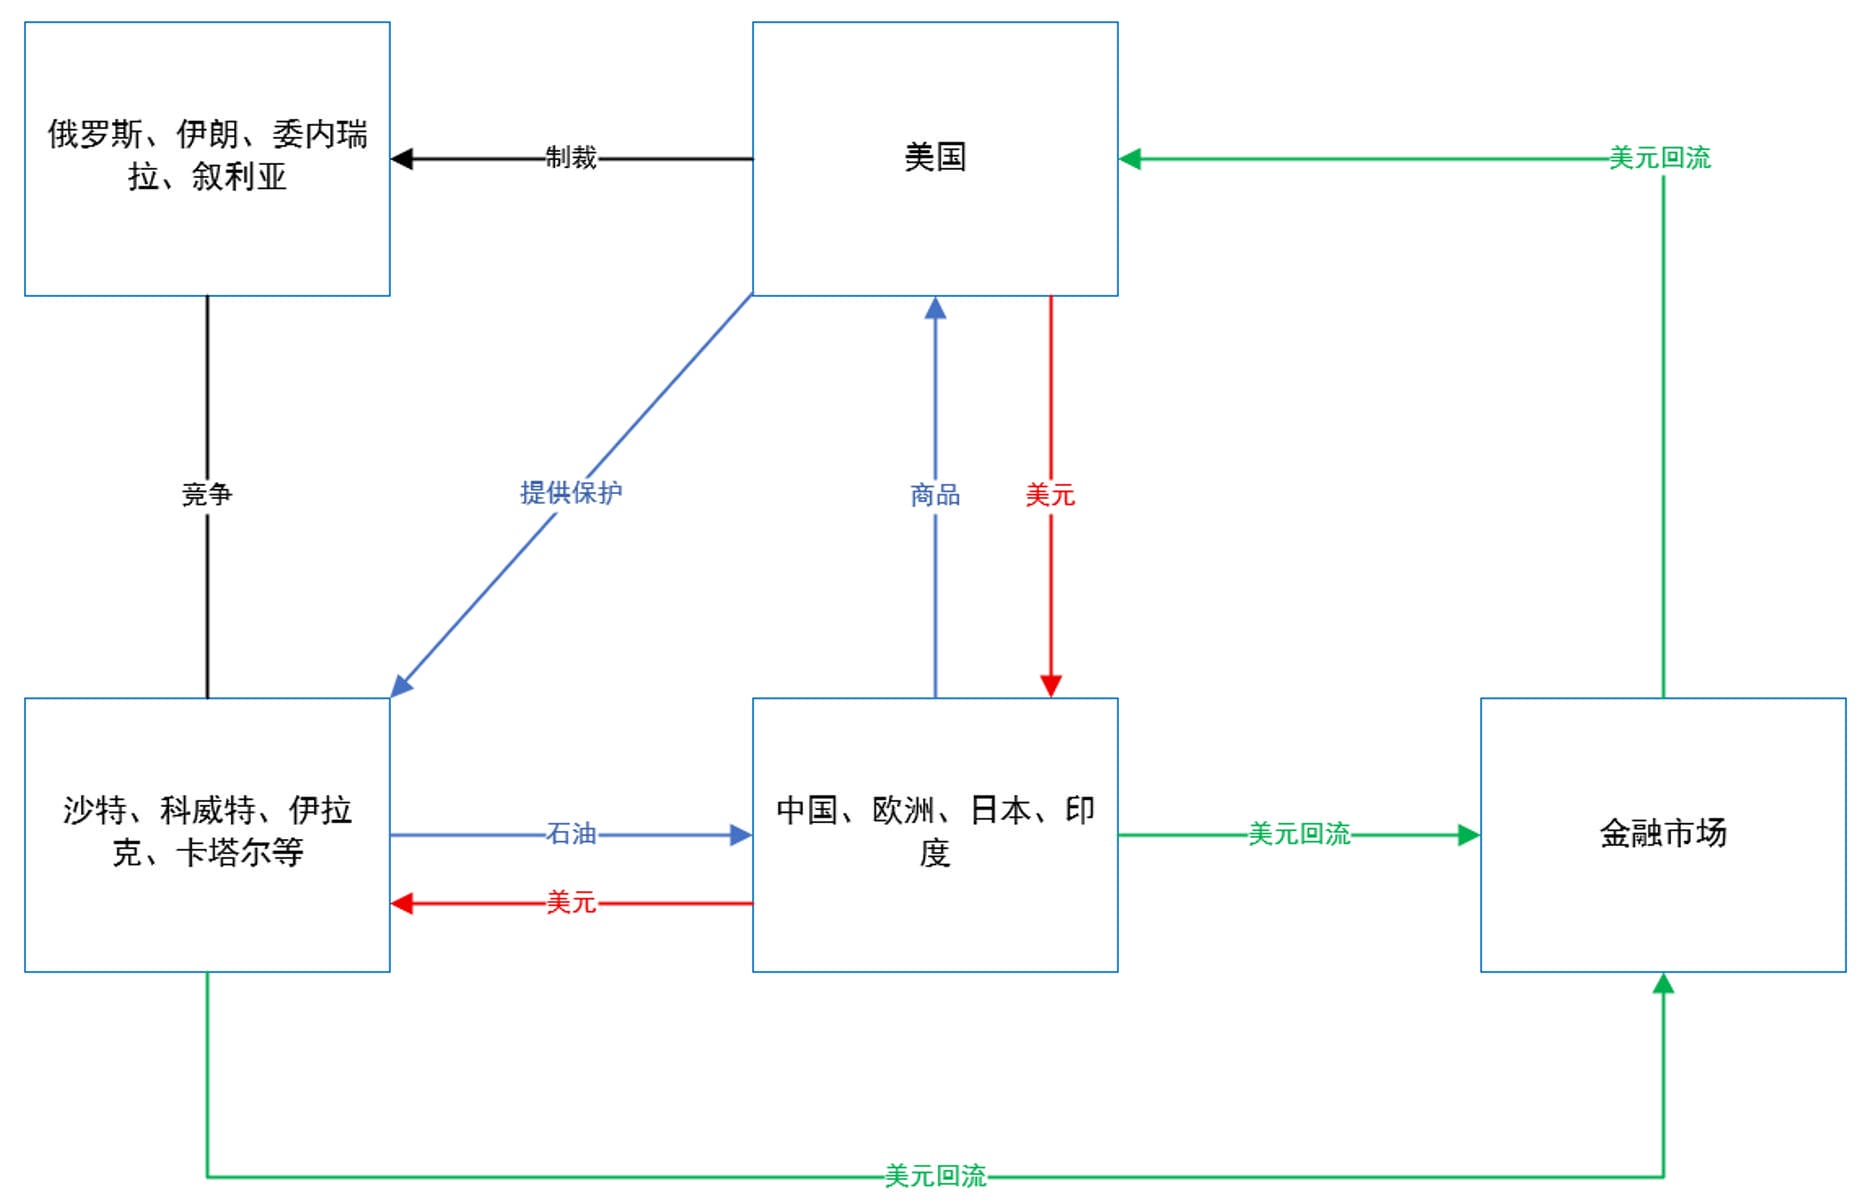 俄罗斯、伊朗、委内瑞
拉、叙利亚
制裁
美国
美元回流
竞争
提供保护
商品
美元
沙特、科威特、伊拉
克、卡塔尔等
石油
美元
中国、欧洲、日本、印
度
美元回流
金融市场
美元回流